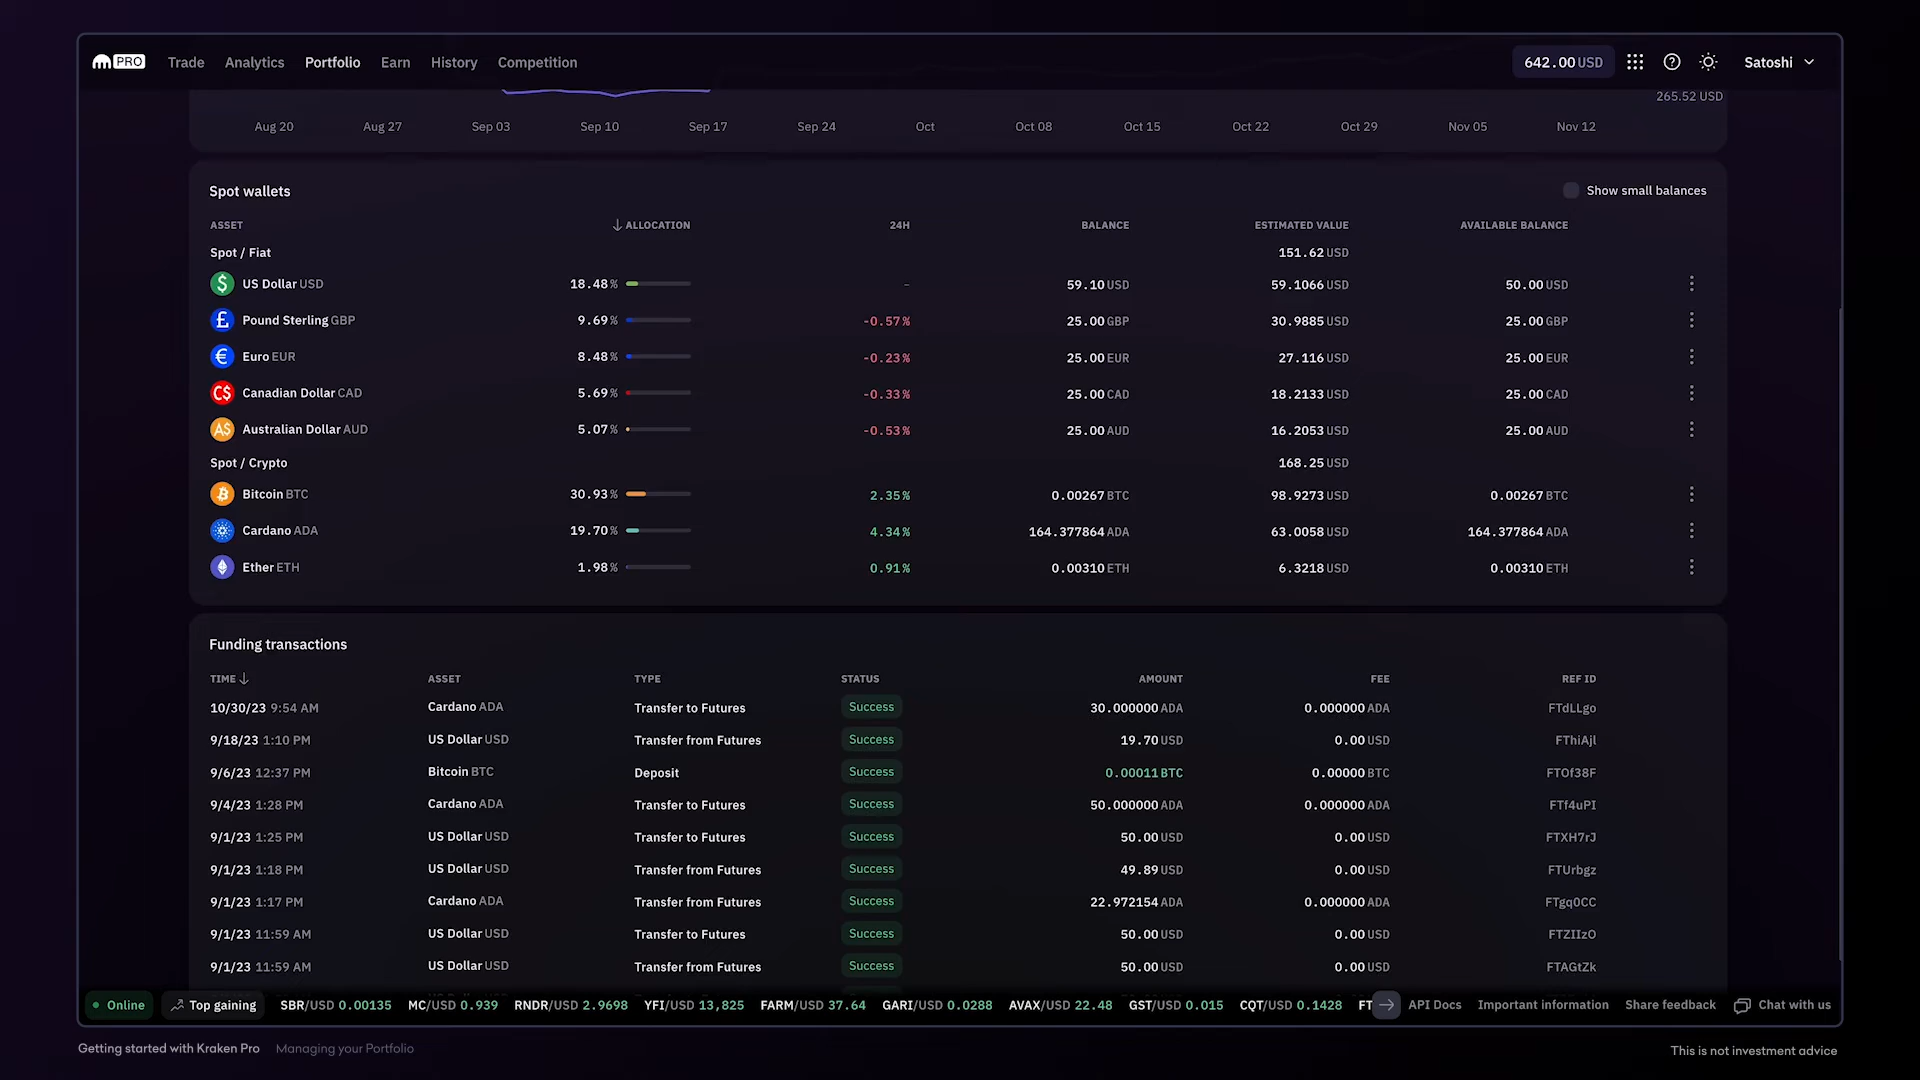 PRO Trade Analytics Portfolio Earn History Competition 642.00 USD Satoshi
265.52 USD
Aug 20 Aug 27 Sep 03 Sep 10 Sep 17 Sep 24 Oct Oct 08 Oct 15 Oct 22 Oct 29 Nov 05 Nov 12
Spot wallets Show small balances
ASSET ALLOCATION 24H BALANCE ESTIMATED VALUE AVAILABLE BALANCE
Spot / Fiat 151.62 USD
$ US Dollar USD 18.48% – 59.10 USD 59.1066 USD 50.00 USD
£ Pound Sterling GBP 9.69% -0.57% 25.00 GBP 30.9885 USD 25.00 GBP
€ Euro EUR 8.48% -0.23% 25.00 EUR 27.116 USD 25.00 EUR
C$ Canadian Dollar CAD 5.69% -0.33% 25.00 CAD 18.2133 USD 25.00 CAD
A$ Australian Dollar AUD 5.07% -0.53% 25.00 AUD 16.2053 USD 25.00 AUD
Spot / Crypto 168.25 USD
Bitcoin BTC 30.93% 2.35% 0.00267 BTC 98.9273 USD 0.00267 BTC
Cardano ADA 19.70% 4.34% 164.377864 ADA 63.0058 USD 164.377864 ADA
Ether ETH 1.98% 0.91% 0.00310 ETH 6.3218 USD 0.00310 ETH
Funding transactions
TIME ASSET TYPE STATUS AMOUNT FEE REF ID
10/30/23 9:54 AM Cardano ADA Transfer to Futures Success 30.000000 ADA 0.000000 ADA FTdLLgo
9/18/23 1:10 PM US Dollar USD Transfer from Futures Success 19.70 USD 0.00 USD FThiAjl
9/6/23 12:37 PM Bitcoin BTC Deposit Success 0.00011 BTC 0.00000 BTC FTOf38F
9/4/23 1:28 PM Cardano ADA Transfer to Futures Success 50.000000 ADA 0.000000 ADA FTf4uPI
9/1/23 1:25 PM US Dollar USD Transfer to Futures Success 50.00 USD 0.00 USD FTXH7rJ
9/1/23 1:18 PM US Dollar USD Transfer from Futures Success 49.89 USD 0.00 USD FTUrbgz
9/1/23 1:17 PM Cardano ADA Transfer from Futures Success 22.972154 ADA 0.000000 ADA FTgq0CC
9/1/23 11:59 AM US Dollar USD Transfer to Futures Success 50.00 USD 0.00 USD FTZIIzO
9/1/23 11:59 AM US Dollar USD Transfer from Futures Success 50.00 USD 0.00 USD FTAGtZk
Online Top gaining SBR/USD 0.00135 MC/USD 0.939 RNDR/USD 2.9698 YFI/USD 13,825 FARM/USD 37.64 GARI/USD 0.0288 AVAX/USD 22.48 GST/USD 0.015 CQT/USD 0.1428 FT API Docs Important information Share feedback Chat with us
Getting started with Kraken Pro Managing your Portfolio This is not investment advice